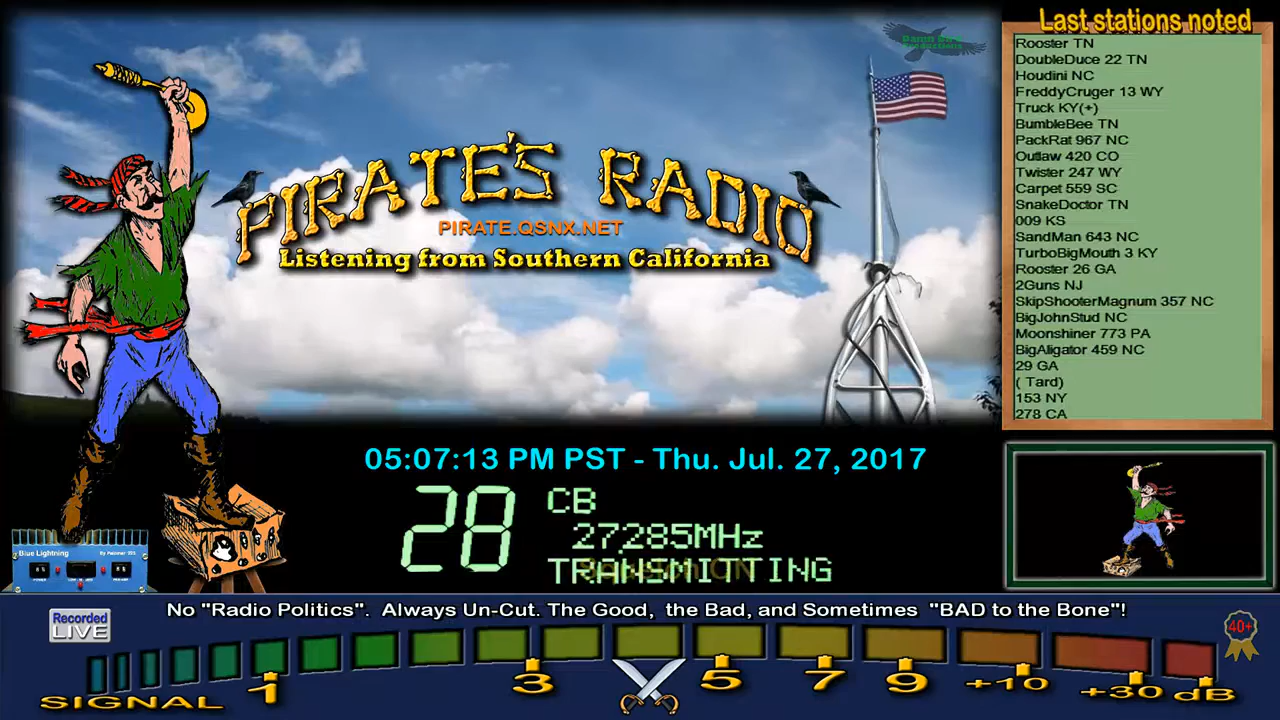 Damn Bird
Productions
PIRATE'S RADIO
PIRATE.QSNX.NET
Listening from Southern California
Last stations noted
Rooster TN
DoubleDuce 22 TN
Houdini NC
FreddyCruger 13 WY
Truck KY(+)
BumbleBee TN
PackRat 967 NC
Outlaw 420 CO
Twister 247 WY
Carpet 559 SC
SnakeDoctor TN
009 KS
SandMan 643 NC
TurboBigMouth 3 KY
Rooster 26 GA
2Guns NJ
SkipShooterMagnum 357 NC
BigJohnStud NC
Moonshiner 773 PA
BigAligator 459 NC
29 GA
( Tard)
153 NY
278 CA
05:07:13 PM PST - Thu. Jul. 27, 2017
28
CB
27,285MHz
TRANSMITTING
Blue Lightning
No "Radio Politics". Always Un-Cut. The Good, the Bad, and Sometimes "BAD to the Bone"!
Recorded
LIVE
40+
SIGNAL 1 3 5 7 9 +10 +30 dB